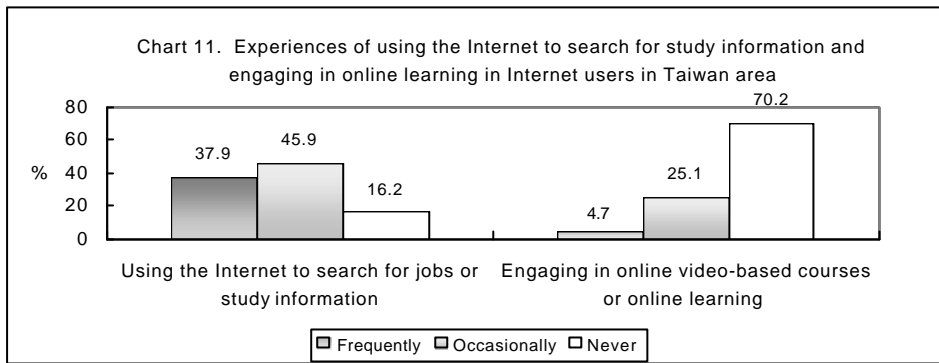 Chart 11. Experiences of using the Internet to search for study information and
engaging in online learning in Internet users in Taiwan area
80
60
40
20
0
%
37.9
45.9
16.2
4.7
25.1
70.2
Using the Internet to search for jobs or
study information
Engaging in online video-based courses
or online learning
Frequently Occasionally Never